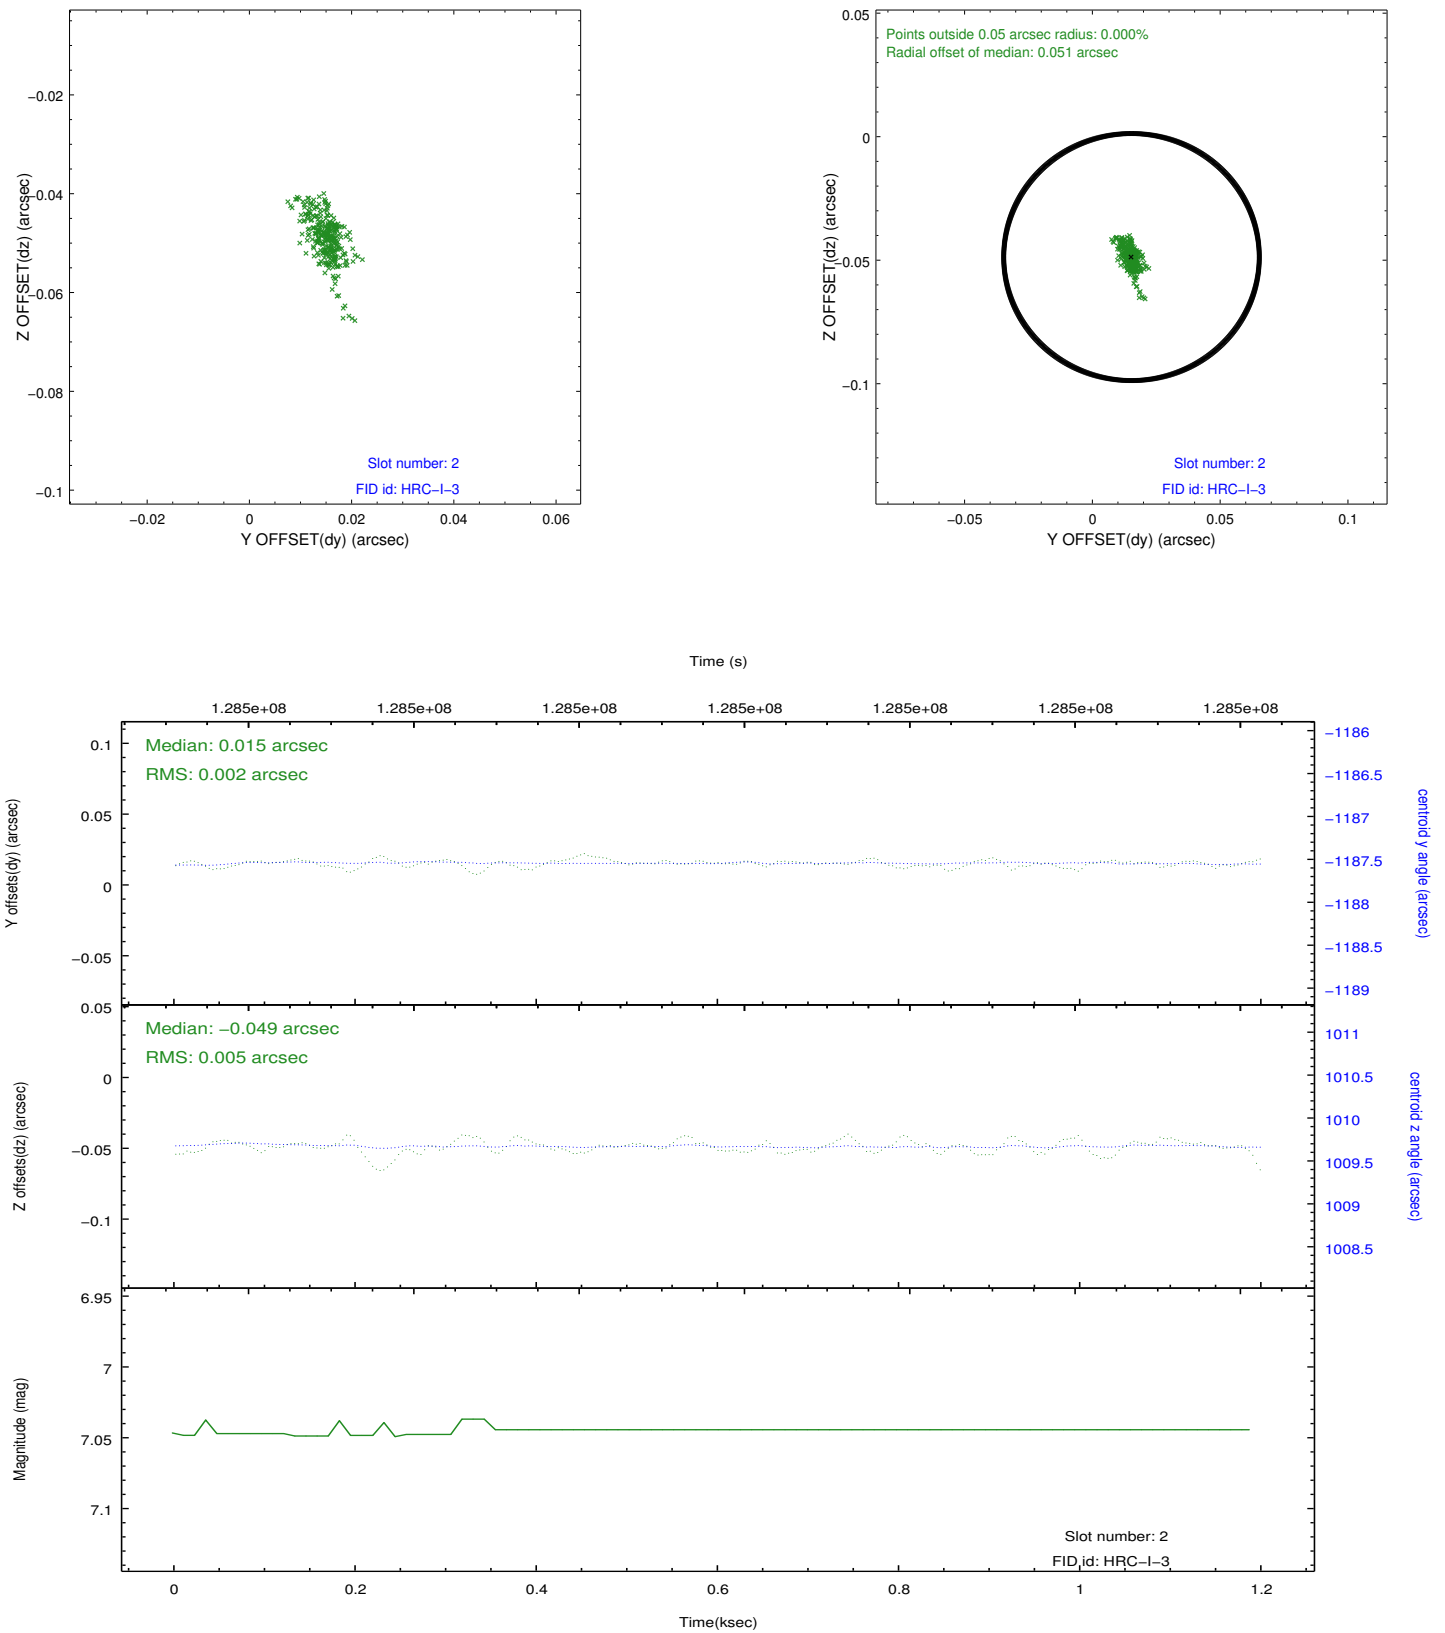 −0.02
−0.04
−0.06
−0.08
−0.1
Z OFFSET(dz) (arcsec)
Slot number: 2
FID id: HRC−I−3
−0.02
0
0.02
0.04
0.06
Y OFFSET(dy) (arcsec)
0.05
0
−0.05
−0.1
Z OFFSET(dz) (arcsec)
Points outside 0.05 arcsec radius: 0.000%
Radial offset of median: 0.051 arcsec
Slot number: 2
FID id: HRC−I−3
−0.05
0
0.05
0.1
Y OFFSET(dy) (arcsec)
Time (s)
1.285e+08
1.285e+08
1.285e+08
1.285e+08
1.285e+08
1.285e+08
1.285e+08
0.1
0.05
0
−0.05
Y offsets(dy) (arcsec)
Median: 0.015 arcsec
RMS: 0.002 arcsec
−1186
−1186.5
−1187
−1187.5
−1188
−1188.5
−1189
centroid y angle (arcsec)
0.05
0
−0.05
−0.1
Z offsets(dz) (arcsec)
Median: −0.049 arcsec
RMS: 0.005 arcsec
1011
1010.5
1010
1009.5
1009
1008.5
centroid z angle (arcsec)
6.95
7
7.05
7.1
Magnitude (mag)
Slot number: 2
FID id: HRC−I−3
0
0.2
0.4
0.6
0.8
1
1.2
Time(ksec)